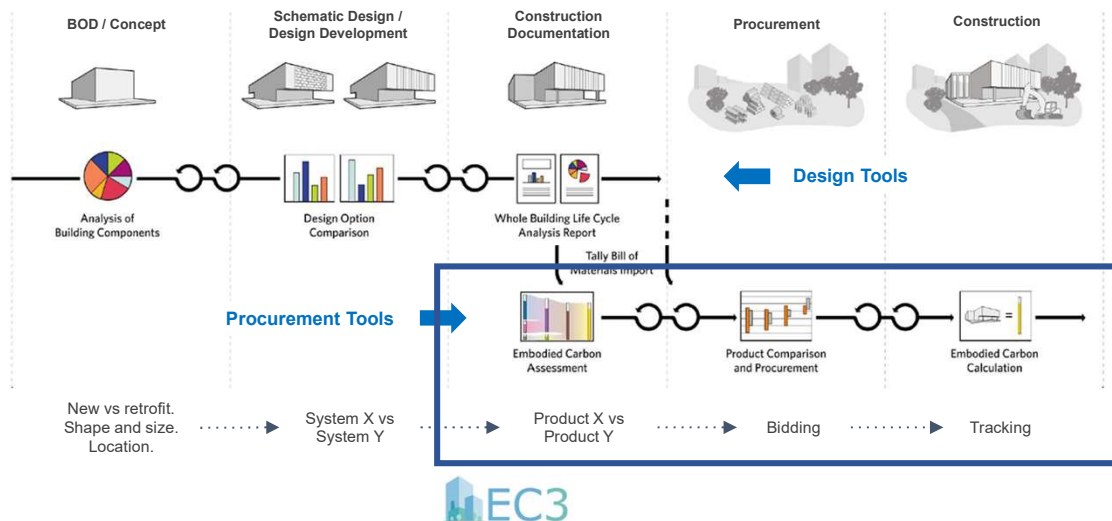 BOD / Concept
Schematic Design /
Design Development
Construction
Documentation
Procurement
Construction
Design Tools
Analysis of
Building Components
Design Option
Comparison
Whole Building Life Cycle
Analysis Report
Tally Bill of
Materials Import
Procurement Tools
=
Embodied Carbon
Assessment
Product Comparison
and Procurement
Embodied Carbon
Calculation
New vs retrofit.
Shape and size.
Location.
System X vs
System Y
Product X vs
Product Y
Bidding
Tracking
EC3